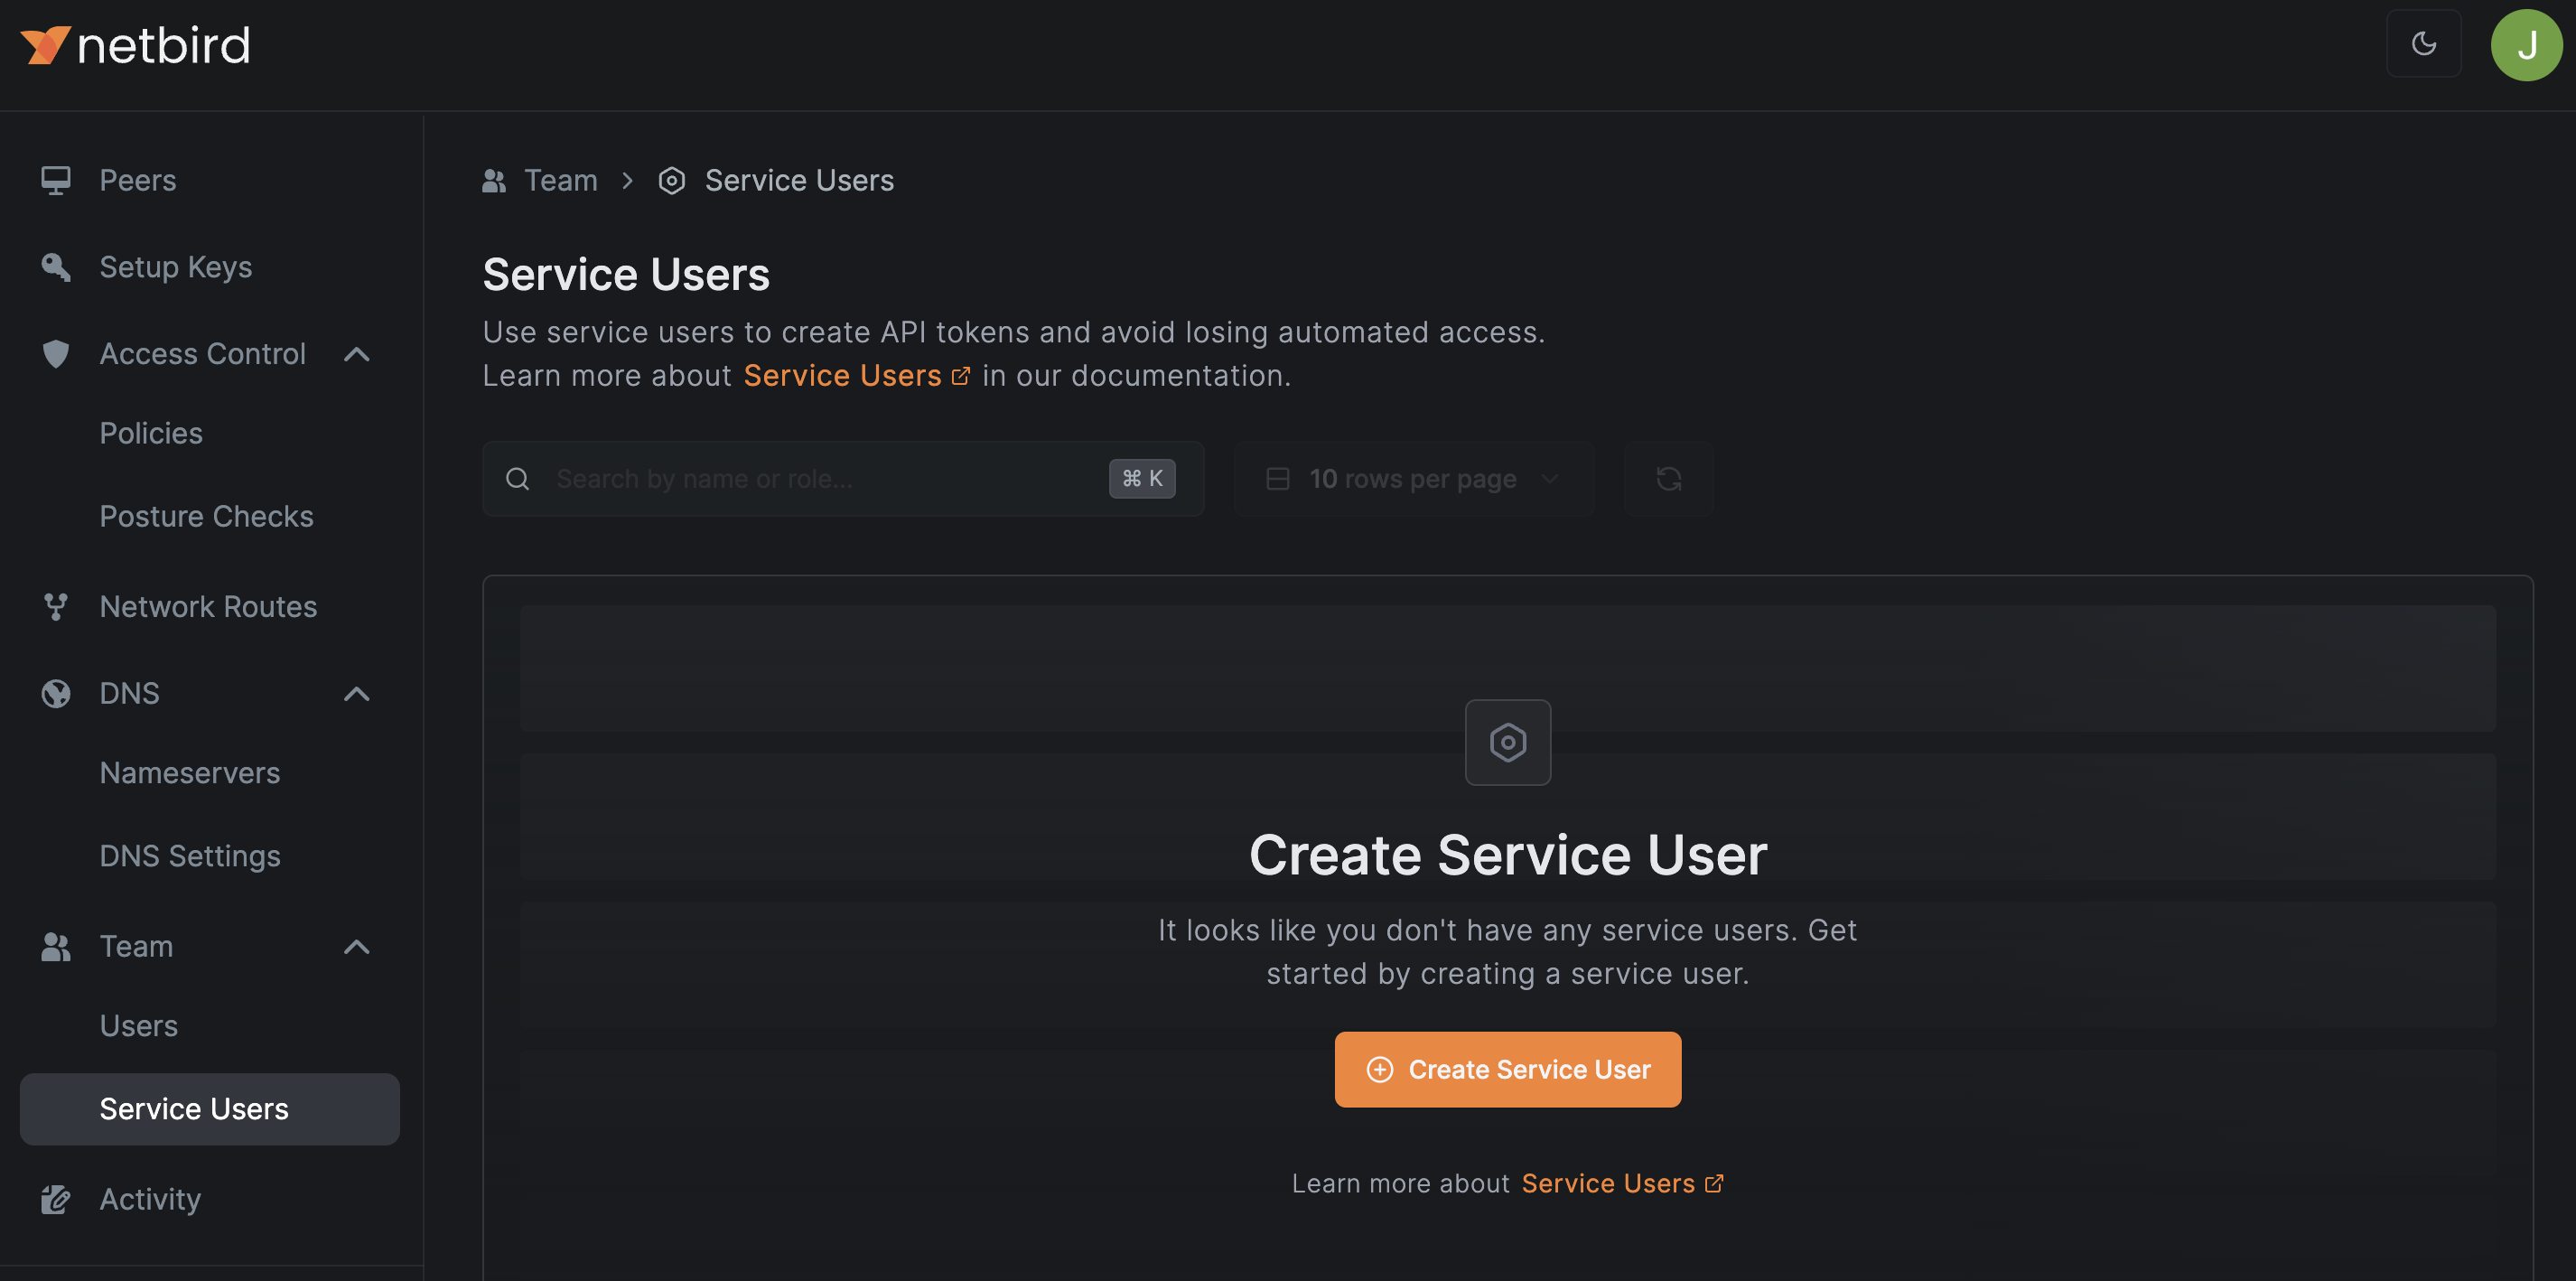 netbird
J
Peers
Setup Keys
Access Control
Policies
Posture Checks
Network Routes
DNS
Nameservers
DNS Settings
Team
Users
Service Users
Activity
Team > Service Users
Service Users
Use service users to create API tokens and avoid losing automated access.
Learn more about Service Users in our documentation.
Search by name or role...
⌘ K
10 rows per page
Create Service User
It looks like you don't have any service users. Get
started by creating a service user.
Create Service User
Learn more about Service Users